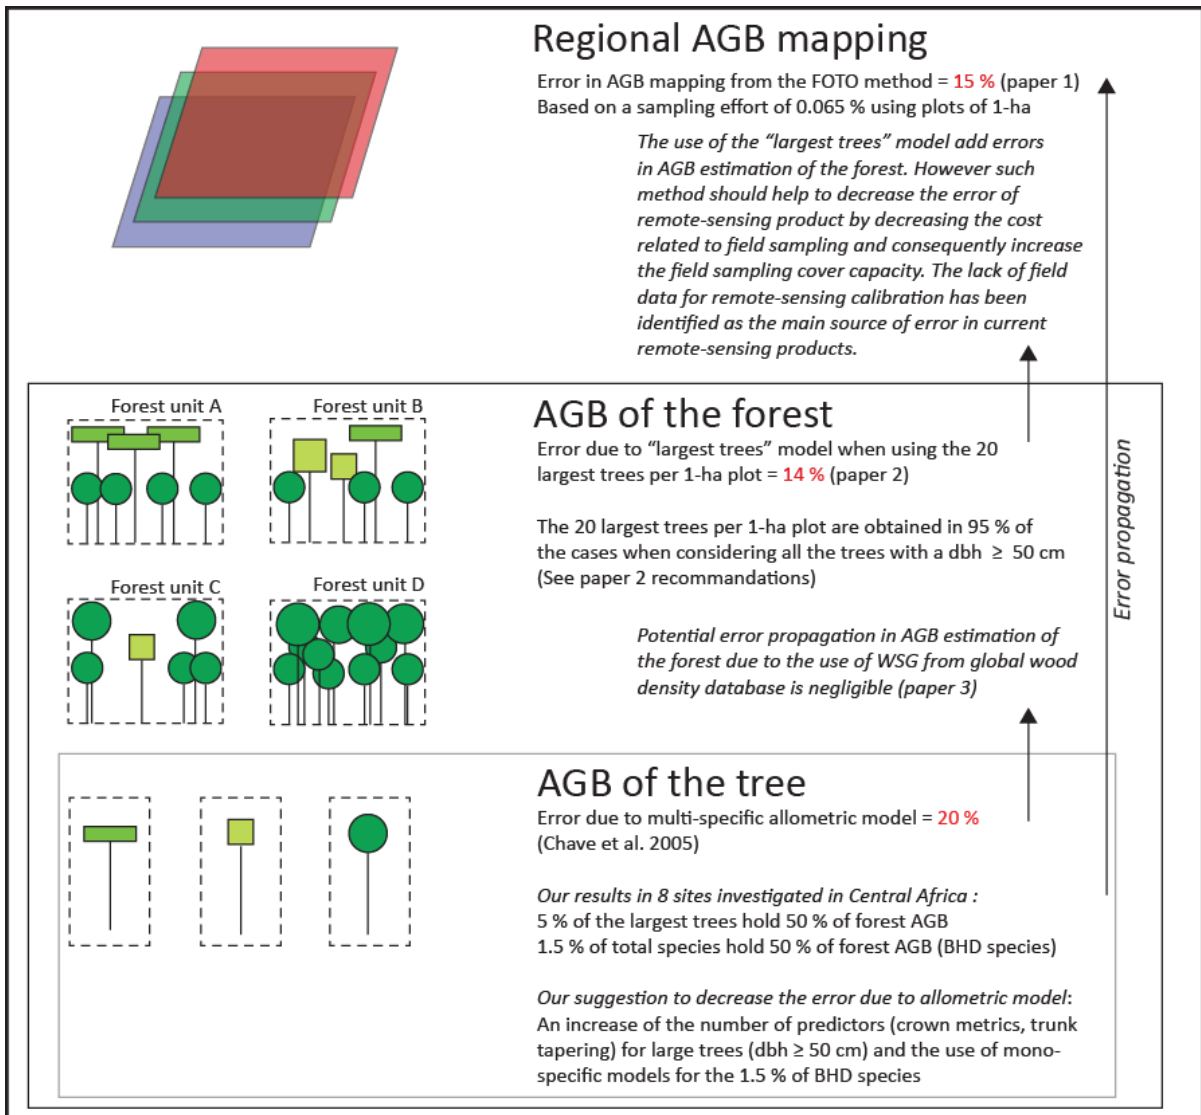 Regional AGB mapping
Error in AGB mapping from the FOTO method = 15 % (paper 1)
Based on a sampling effort of 0.065 % using plots of 1-ha
The use of the “largest trees” model add errors
in AGB estimation of the forest. However such
method should help to decrease the error of
remote-sensing product by decreasing the cost
related to field sampling and consequently increase
the field sampling cover capacity. The lack of field
data for remote-sensing calibration has been
identified as the main source of error in current
remote-sensing products.
Forest unit A
Forest unit B
Forest unit C
Forest unit D
AGB of the forest
Error due to “largest trees” model when using the 20
largest trees per 1-ha plot = 14 % (paper 2)
The 20 largest trees per 1-ha plot are obtained in 95 % of
the cases when considering all the trees with a dbh ≥ 50 cm
(See paper 2 recommandations)
Potential error propagation in AGB estimation of
the forest due to the use of WSG from global wood
density database is negligible (paper 3)
Error propagation
AGB of the tree
Error due to multi-specific allometric model = 20 %
(Chave et al. 2005)
Our results in 8 sites investigated in Central Africa :
5 % of the largest trees hold 50 % of forest AGB
1.5 % of total species hold 50 % of forest AGB (BHD species)
Our suggestion to decrease the error due to allometric model:
An increase of the number of predictors (crown metrics, trunk
tapering) for large trees (dbh ≥ 50 cm) and the use of mono-
specific models for the 1.5 % of BHD species